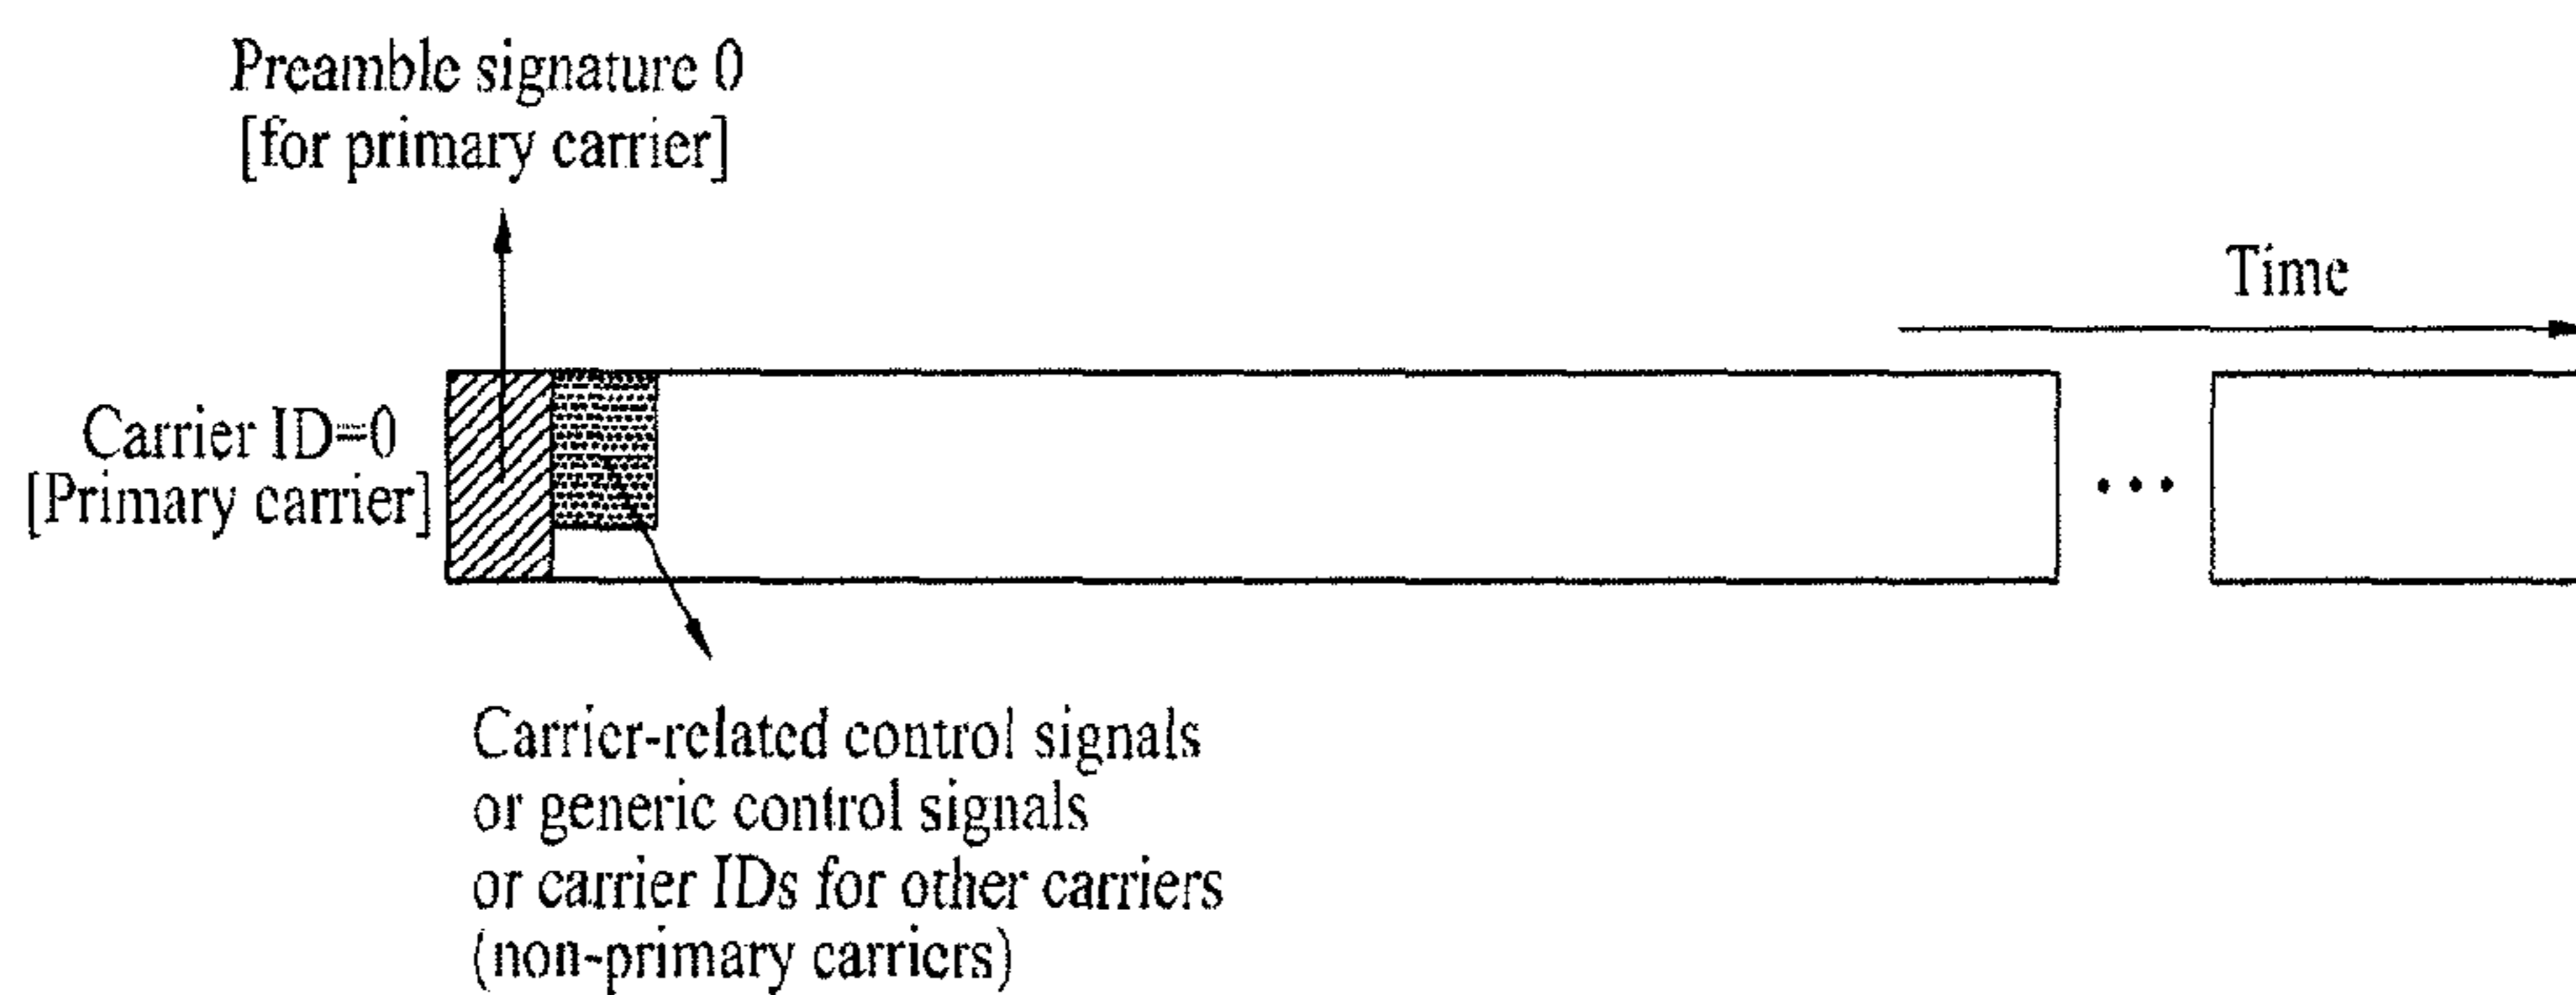 Preamble signature 0
[for primary carrier]
Time
Carrier ID=0
[Primary carrier]
• • •
Carrier-related control signals
or generic control signals
or carrier IDs for other carriers
(non-primary carriers)